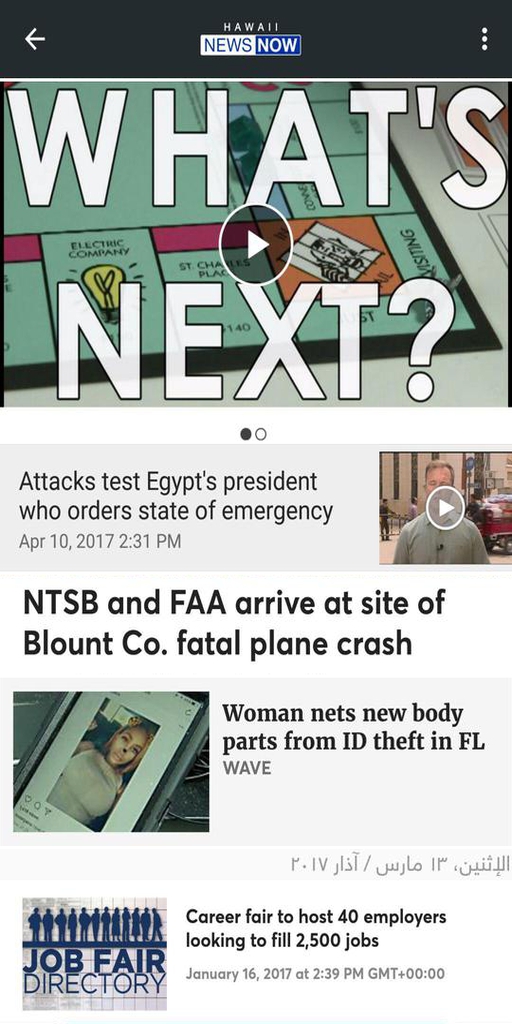 HAWAII
NEWS NOW
WHAT'S
ELECTRIC
COMPANY
ST. CHARLES
PLACE
NEXT?
$140
Attacks test Egypt's president
who orders state of emergency
Apr 10, 2017 2:31 PM
NTSB and FAA arrive at site of
Blount Co. fatal plane crash
Woman nets new body
parts from ID theft in FL
WAVE
الإثنين، ١٣ مارس / آذار ٢٠١٧
JOB FAIR
DIRECTORY
Career fair to host 40 employers
looking to fill 2,500 jobs
January 16, 2017 at 2:39 PM GMT+00:00